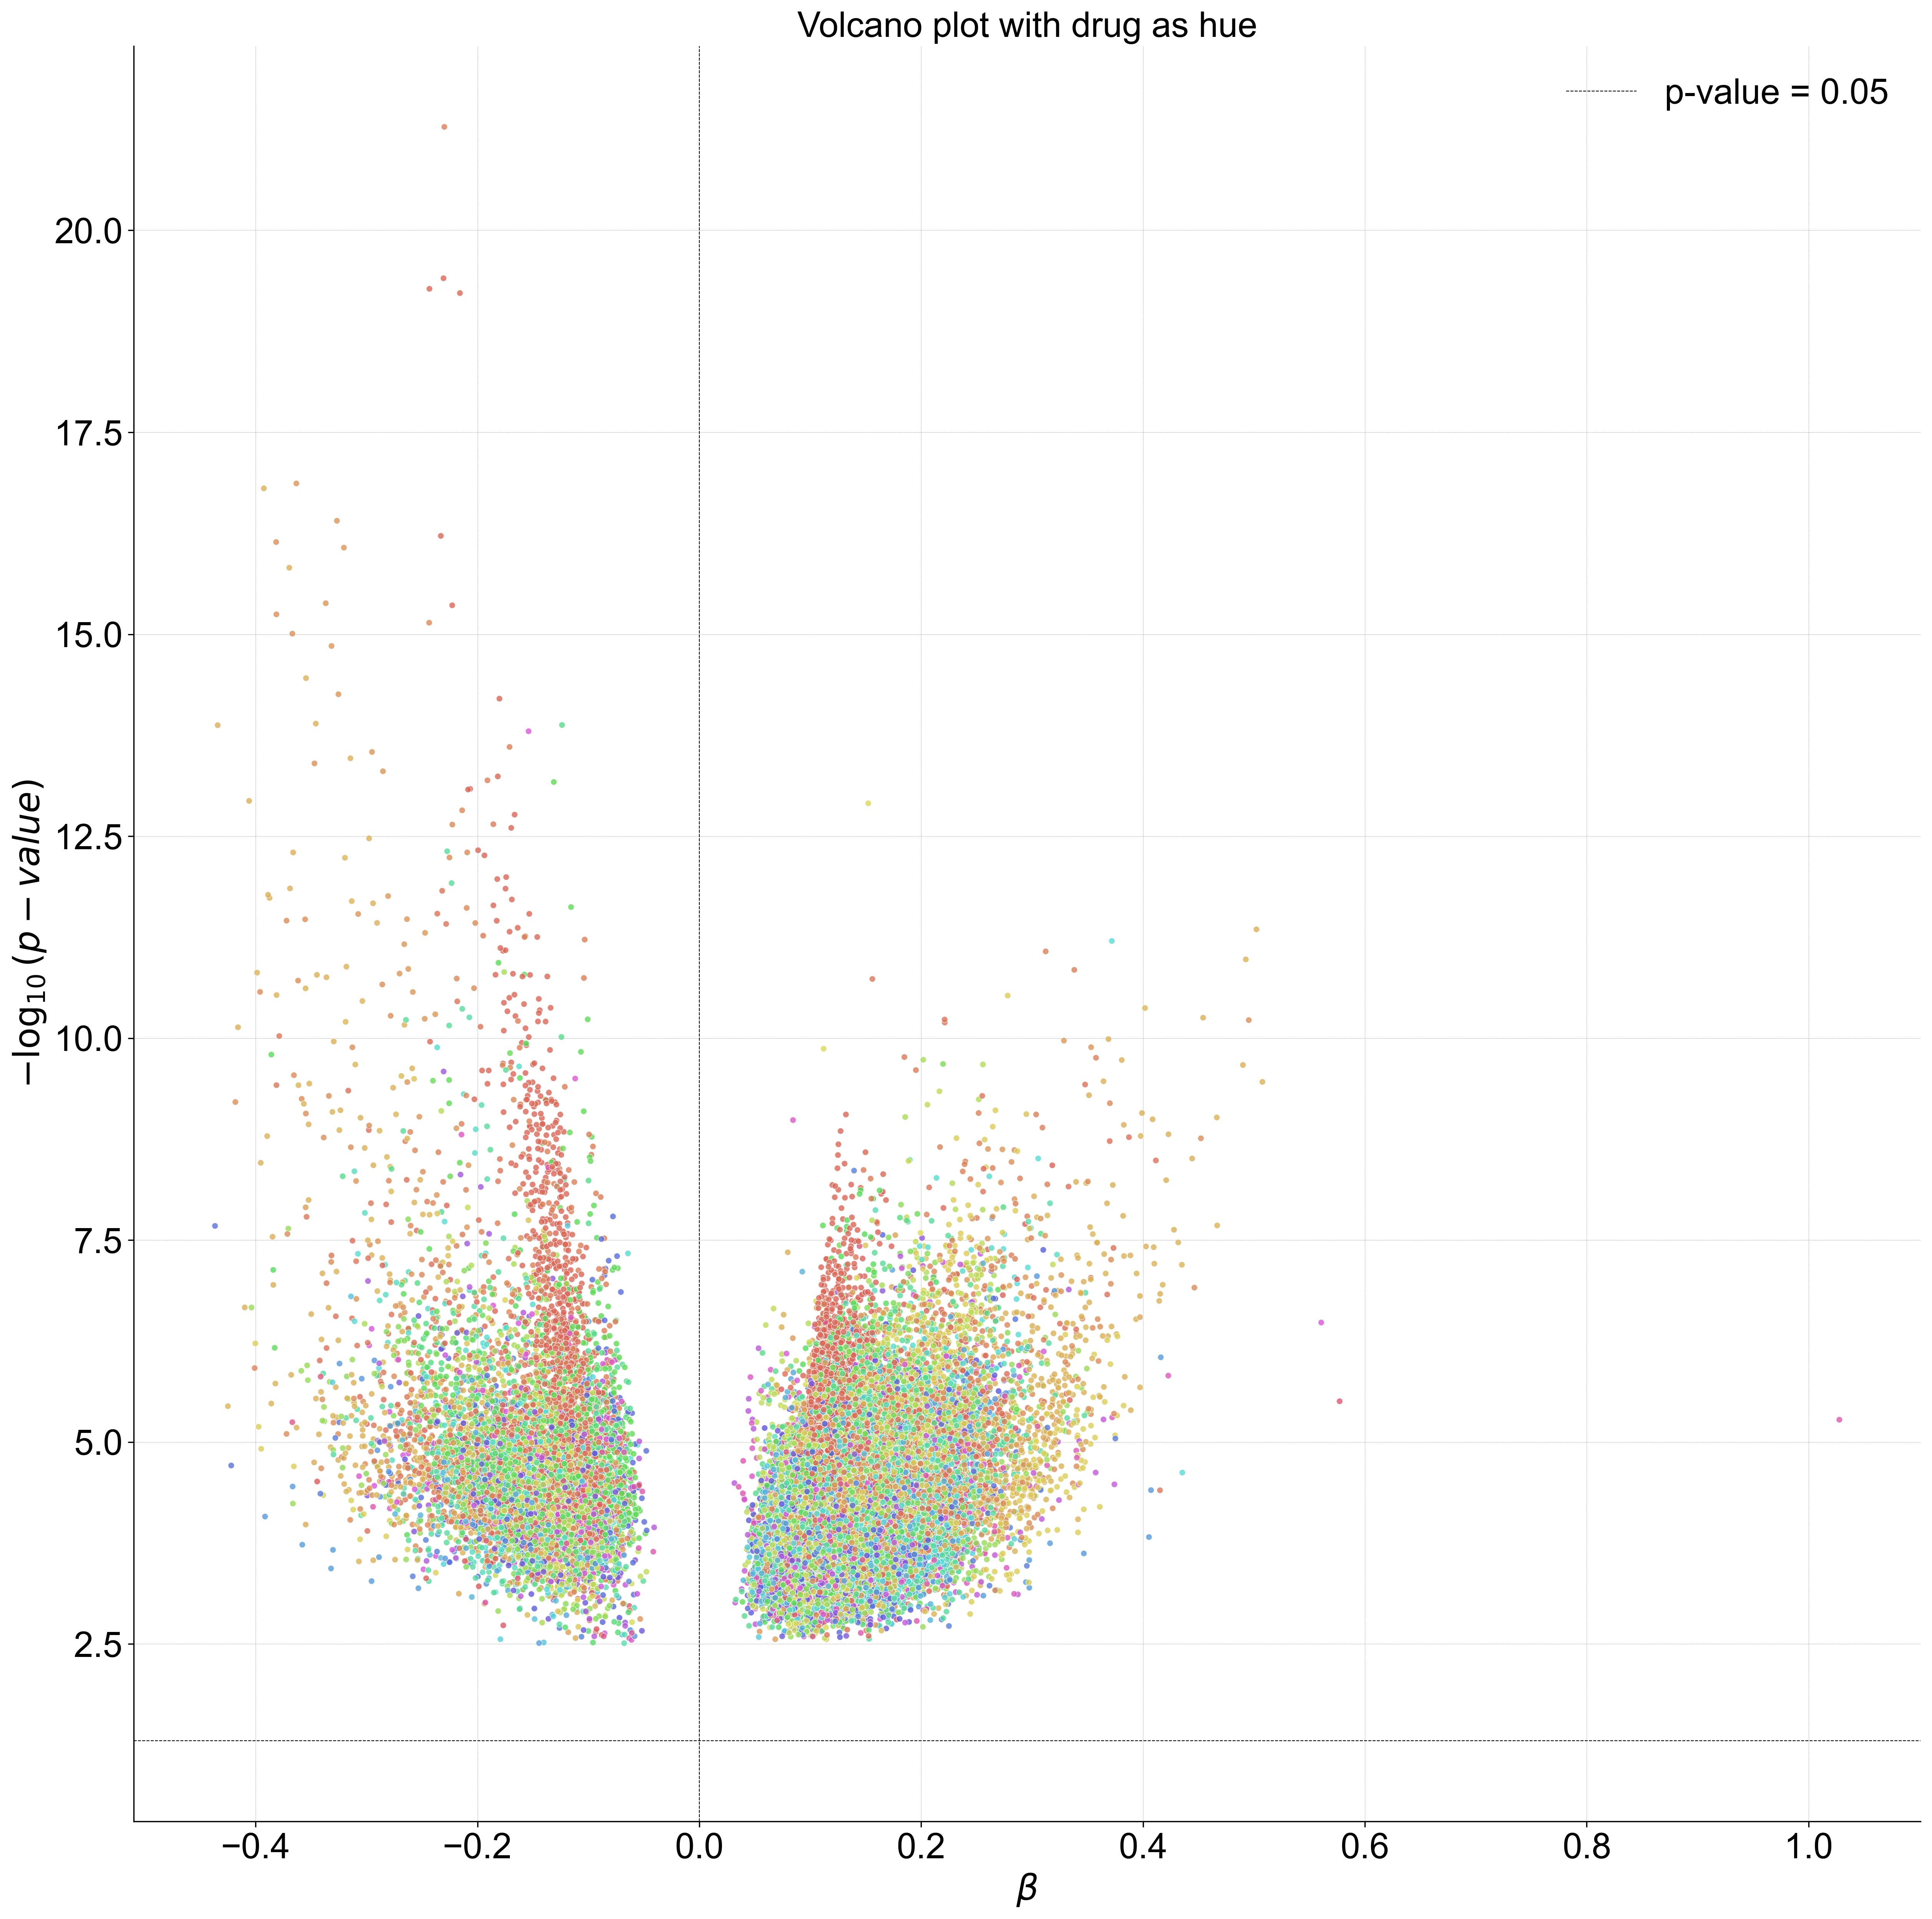 Volcano plot with drug as hue
p-value = 0.05
20.0
17.5
15.0
12.5
10.0
7.5
5.0
2.5
−log₁₀(p − value)
−0.4 −0.2 0.0 0.2 0.4 0.6 0.8 1.0
β